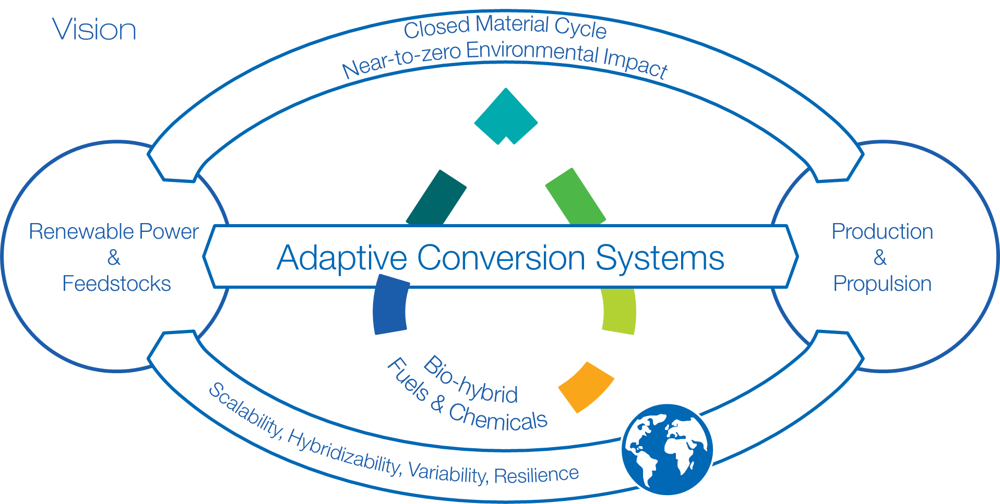 Vision
Closed Material Cycle
Near-to-zero Environmental Impact
Renewable Power
&
Feedstocks
Adaptive Conversion Systems
Production
&
Propulsion
Bio-hybrid
Fuels & Chemicals
Scalability, Hybridizability, Variability, Resilience